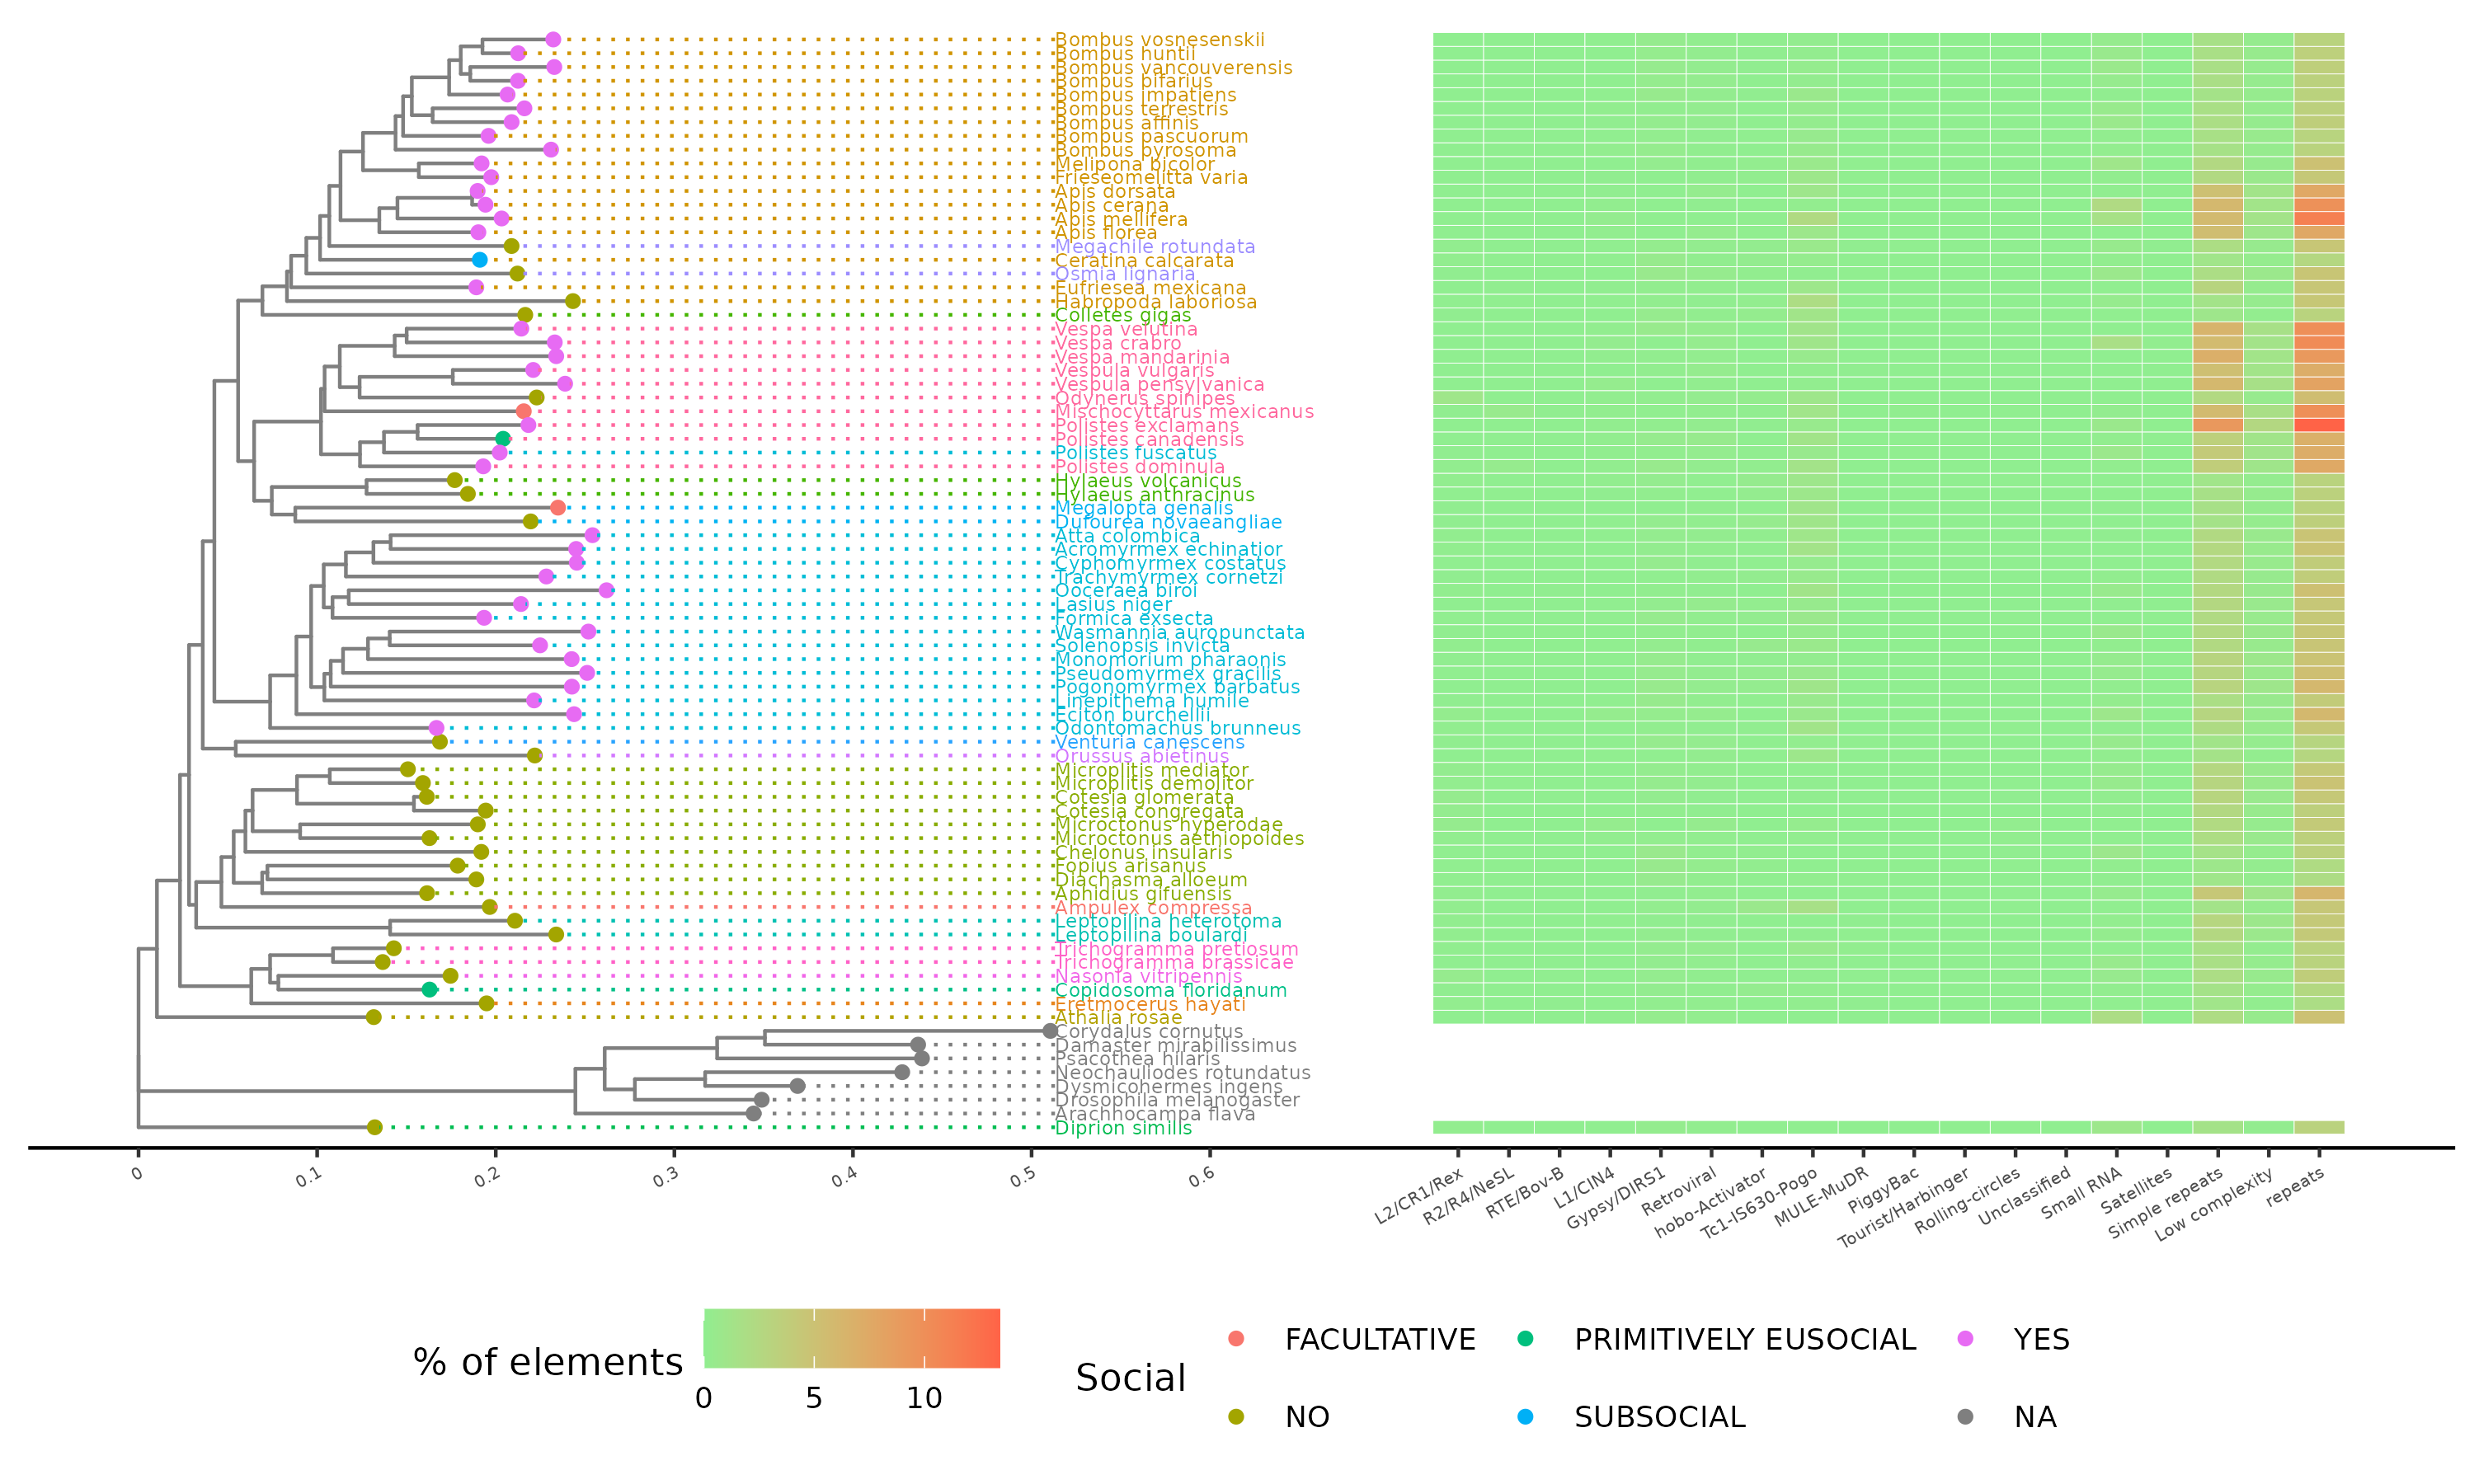 Bombus vosnesenskii
Bombus huntii
Bombus vancouverensis
Bombus bifarius
Bombus impatiens
Bombus terrestris
Bombus affinis
Bombus pascuorum
Bombus pyrosoma
Melipona bicolor
Frieseomelitta varia
Apis dorsata
Apis cerana
Apis mellifera
Apis florea
Megachile rotundata
Ceratina calcarata
Osmia lignaria
Eufriesea mexicana
Habropoda laboriosa
Colletes gigas
Vespa velutina
Vespa crabro
Vespa mandarinia
Vespula vulgaris
Vespula pensylvanica
Odynerus spinipes
Mischocyttarus mexicanus
Polistes exclamans
Polistes canadensis
Polistes fuscatus
Polistes dominula
Hylaeus volcanicus
Hylaeus anthracinus
Megalopta genalis
Dufourea novaeangliae
Atta colombica
Acromyrmex echinatior
Cyphomyrmex costatus
Trachymyrmex cornetzi
Ooceraea biroi
Lasius niger
Formica exsecta
Wasmannia auropunctata
Solenopsis invicta
Monomorium pharaonis
Pseudomyrmex gracilis
Pogonomyrmex barbatus
Linepithema humile
Eciton burchellii
Odontomachus brunneus
Venturia canescens
Orussus abietinus
Microplitis mediator
Microplitis demolitor
Cotesia glomerata
Cotesia congregata
Microctonus hyperodae
Microctonus aethiopoides
Chelonus insularis
Fopius arisanus
Diachasma alloeum
Aphidius gifuensis
Ampulex compressa
Leptopilina heterotoma
Leptopilina boulardi
Trichogramma pretiosum
Trichogramma brassicae
Nasonia vitripennis
Copidosoma floridanum
Eretmocerus hayati
Athalia rosae
Corydalus cornutus
Damaster mirabilissimus
Psacothea hilaris
Neochauliodes rotundatus
Dysmicohermes ingens
Drosophila melanogaster
Arachnocampa flava
Diprion similis
0 0.1 0.2 0.3 0.4 0.5 0.6
L2/CR1/Rex
R2/R4/NeSL
RTE/Bov-B
L1/CIN4
Gypsy/DIRS1
Retroviral
hobo-Activator
Tc1-IS630-Pogo
MULE-MuDR
PiggyBac
Tourist/Harbinger
Rolling-circles
Unclassified
Small RNA
Satellites
Simple repeats
Low complexity
repeats
% of elements
0 5 10
Social
FACULTATIVE
NO
PRIMITIVELY EUSOCIAL
SUBSOCIAL
YES
NA